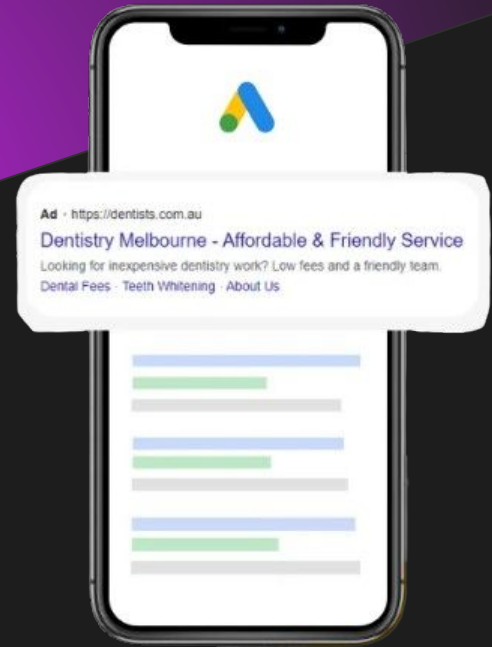 Ad · https://dentists.com.au
Dentistry Melbourne - Affordable & Friendly Service
Looking for inexpensive dentistry work? Low fees and a friendly team.
Dental Fees · Teeth Whitening · About Us